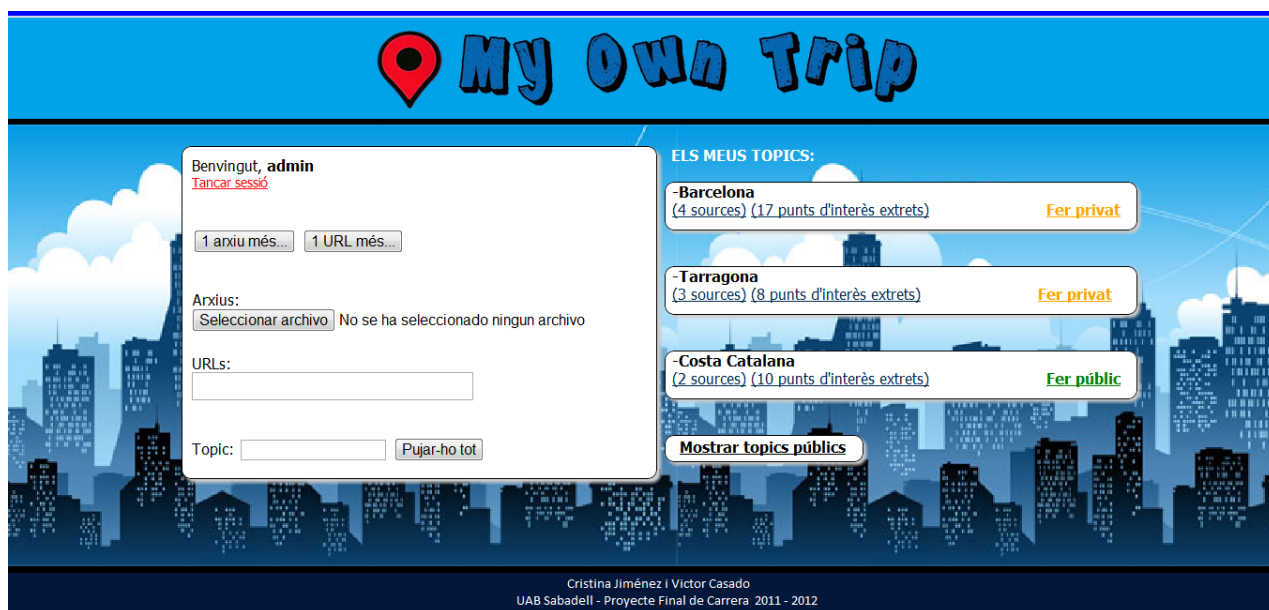 My Own Trip
Benvingut, admin
Tancar sessió
1 arxiu més... 1 URL més...
Arxius:
Seleccionar archivo No se ha seleccionado ningun archivo
URLs:
Topic: Pujar-ho tot
ELS MEUS TOPICS:
-Barcelona
(4 sources) (17 punts d'interès extrets) Fer privat
-Tarragona
(3 sources) (8 punts d'interès extrets) Fer privat
-Costa Catalana
(2 sources) (10 punts d'interès extrets) Fer públic
Mostrar topics públics
Cristina Jiménez i Victor Casado
UAB Sabadell - Proyecte Final de Carrera 2011 - 2012